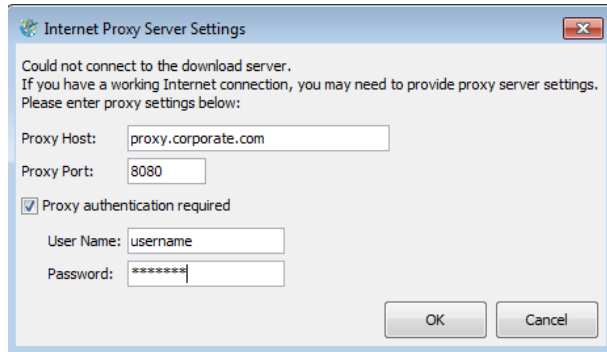 Internet Proxy Server Settings
Could not connect to the download server.
If you have a working Internet connection, you may need to provide proxy server settings.
Please enter proxy settings below:
Proxy Host: proxy.corporate.com
Proxy Port: 8080
Proxy authentication required
User Name: username
Password: *******
OK Cancel